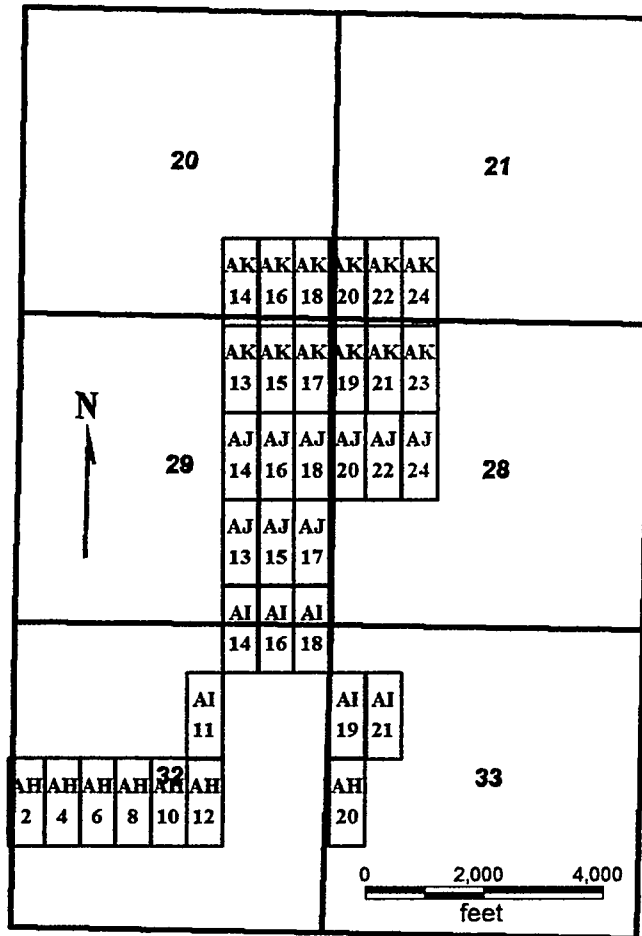 20
21
AK AK AK AK AK AK
14 16 18 20 22 24
AK AK AK AK AK AK
13 15 17 19 21 23
N
AJ AJ AJ AJ AJ AJ
14 16 18 20 22 24
29
28
AJ AJ AJ
13 15 17
AI AI AI
14 16 18
AI AI AI
11 19 21
32
33
AH AH AH AH AH AH AH
2 4 6 8 10 12 20
0 2,000 4,000
feet